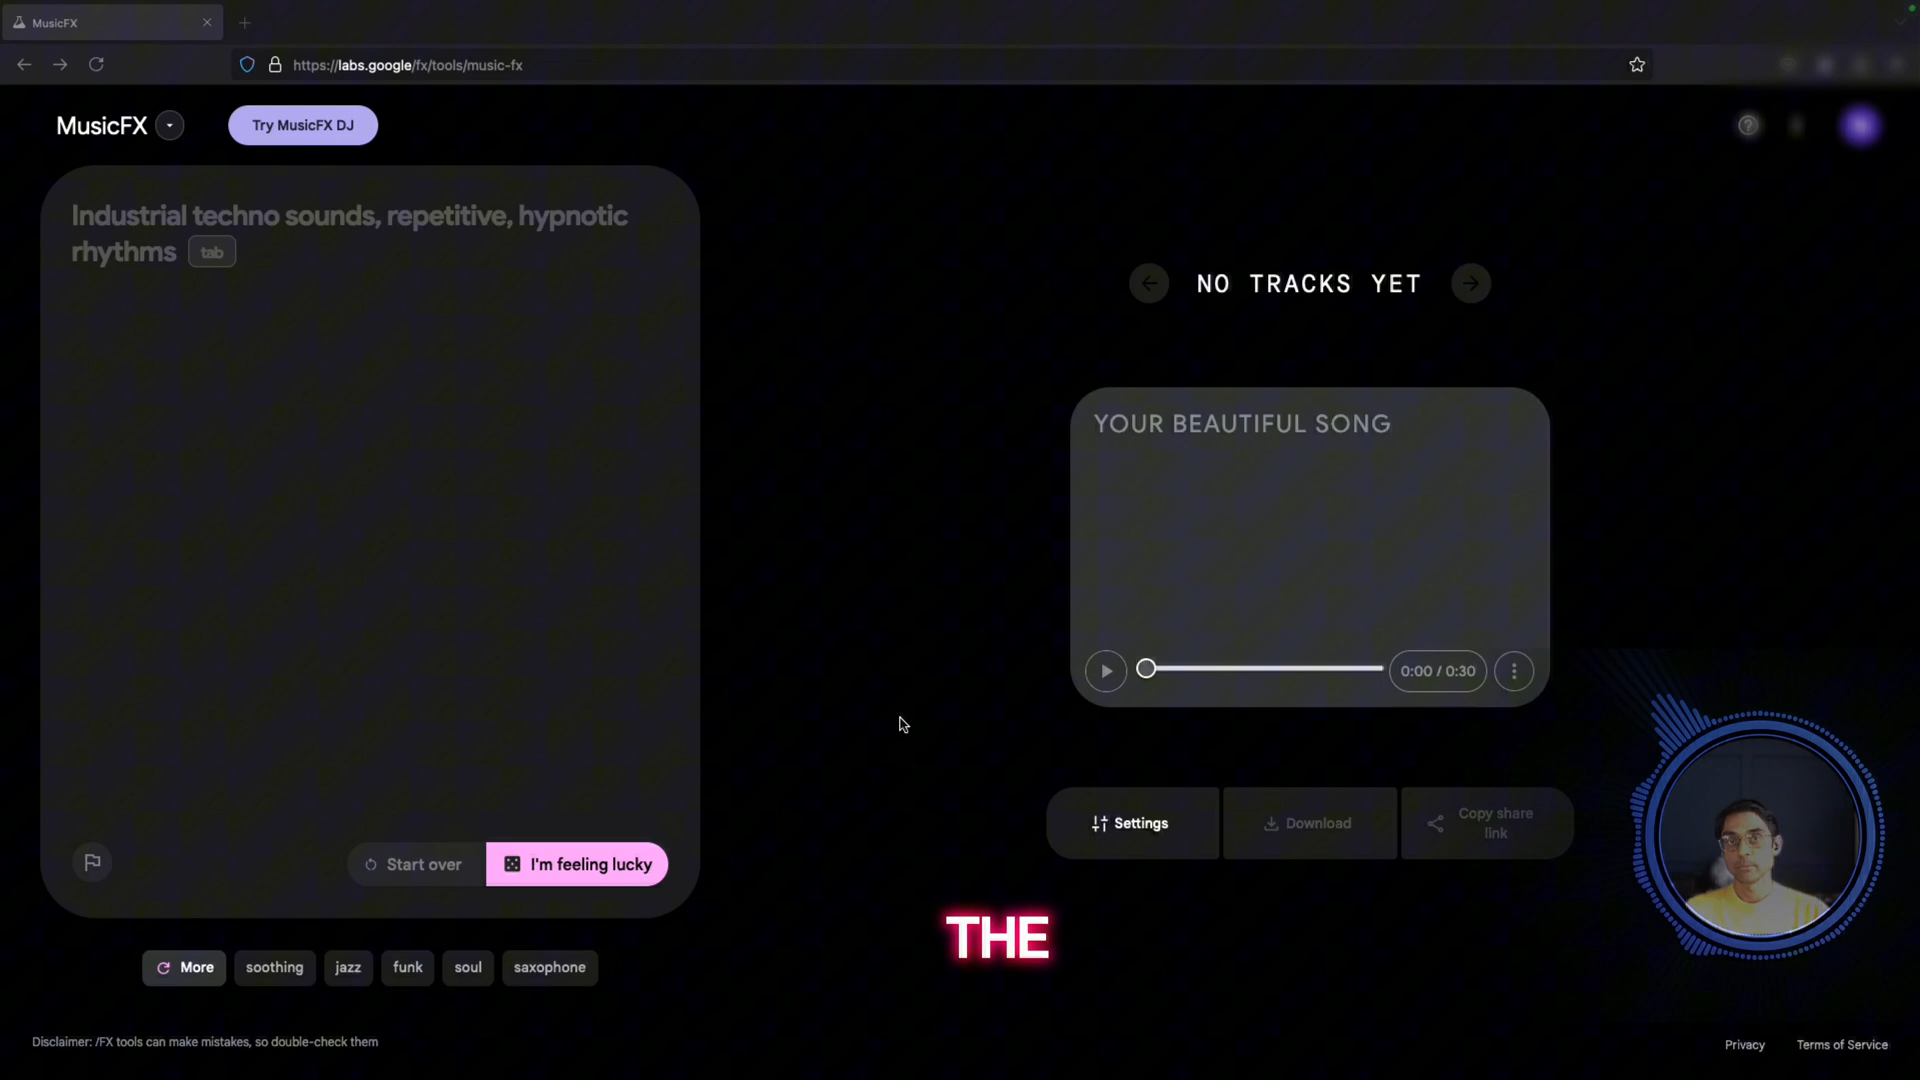 MusicFX
https://labs.google/fx/tools/music-fx
MusicFX
Try MusicFX DJ
Industrial techno sounds, repetitive, hypnotic
rhythms tab
NO TRACKS YET
YOUR BEAUTIFUL SONG
0:00 / 0:30
Settings
Download
Copy share
link
Start over
I'm feeling lucky
THE
More
soothing
jazz
funk
soul
saxophone
Disclaimer: /FX tools can make mistakes, so double-check them
Privacy
Terms of Service